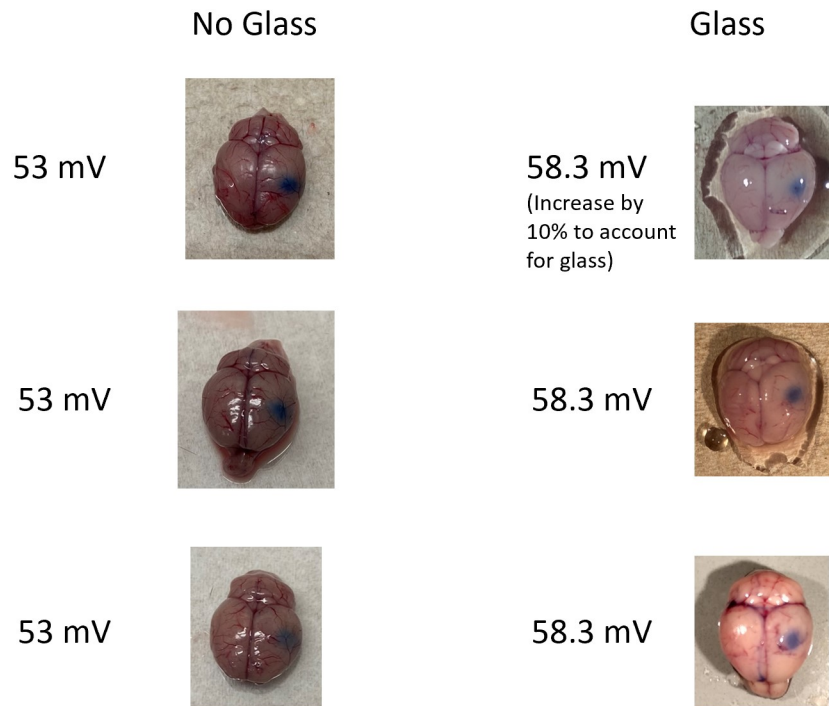 No Glass
Glass
53 mV
58.3 mV
(Increase by
10% to account
for glass)
53 mV
58.3 mV
53 mV
58.3 mV